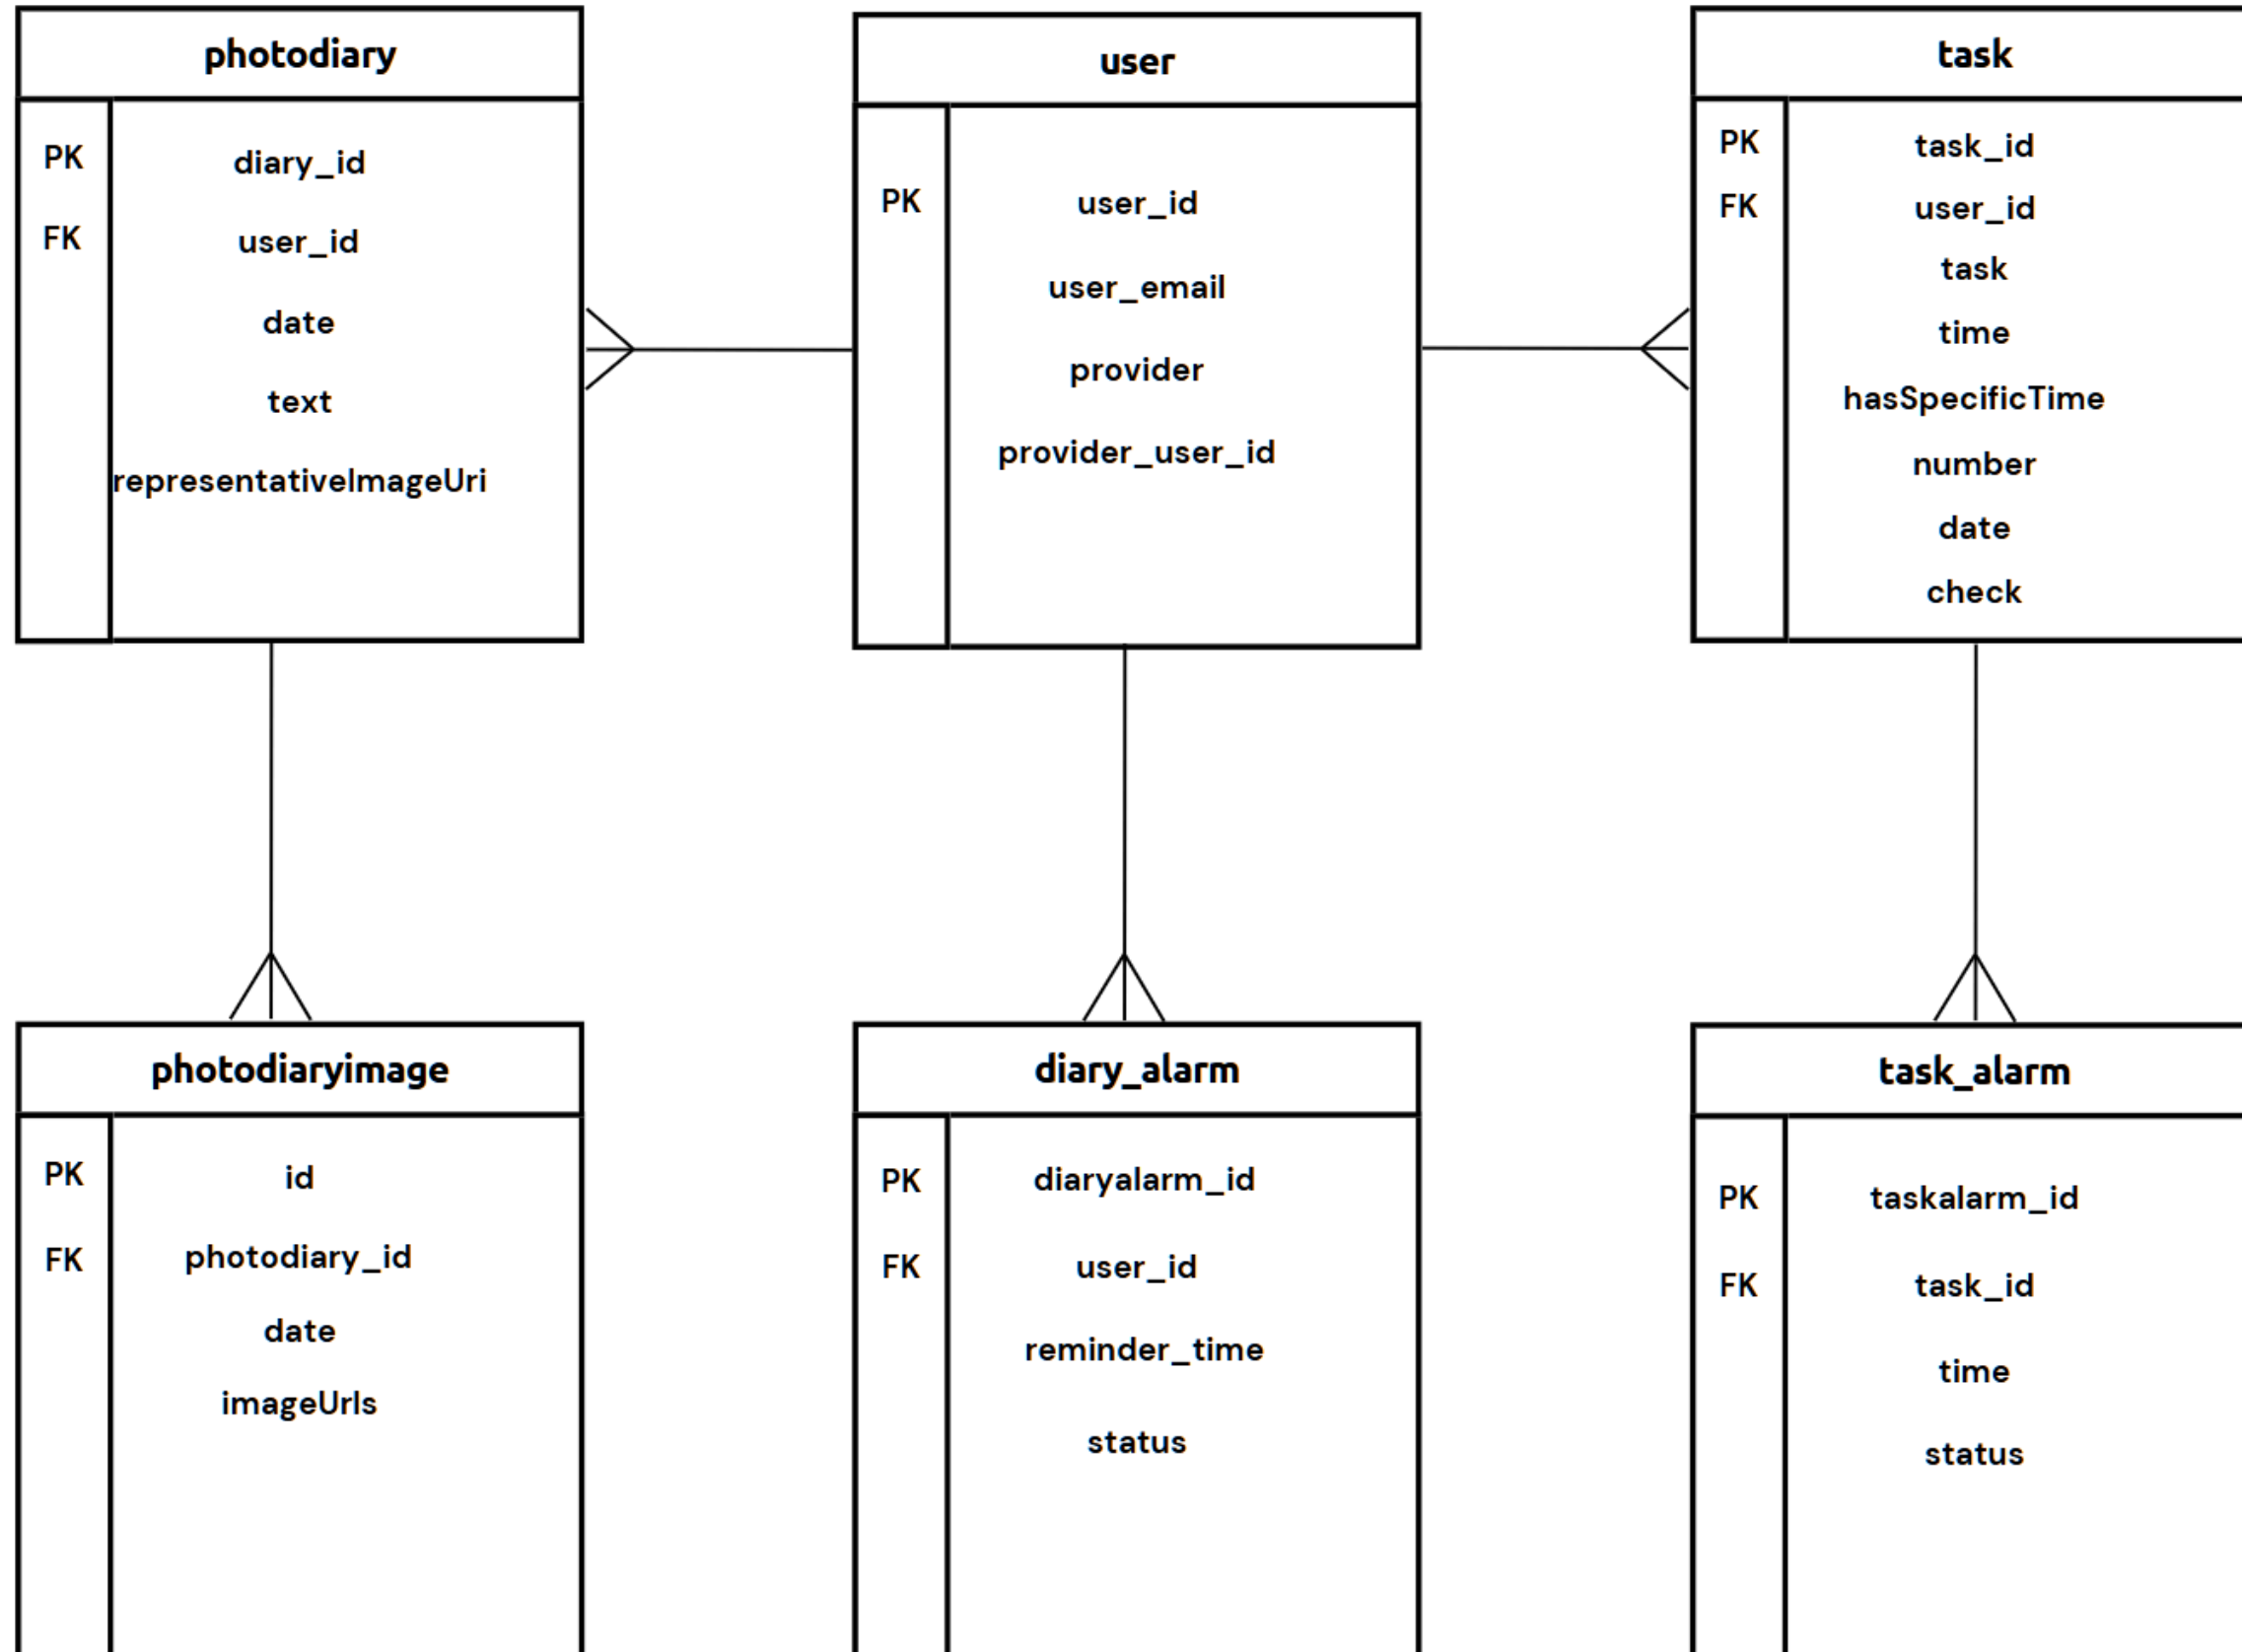 photodiary
PK diary_id
FK user_id
date
text
representativeImageUri
user
PK user_id
user_email
provider
provider_user_id
task
PK task_id
FK user_id
task
time
hasSpecificTime
number
date
check
photodiaryimage
PK id
FK photodiary_id
date
imageUrls
diary_alarm
PK diaryalarm_id
FK user_id
reminder_time
status
task_alarm
PK taskalarm_id
FK task_id
time
status